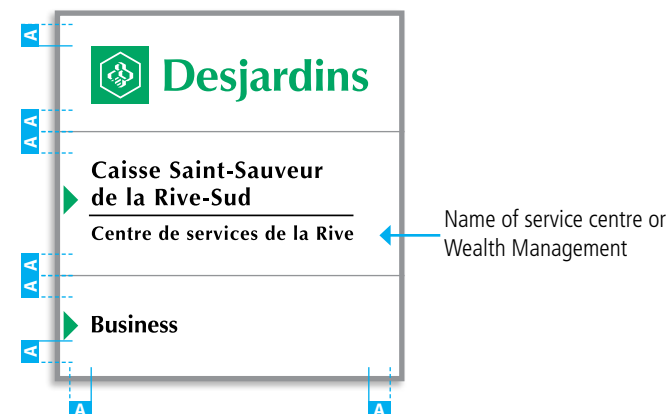 A
Desjardins
A
A
Caisse Saint-Sauveur
de la Rive-Sud
Centre de services de la Rive
Name of service centre or
Wealth Management
A
A
Business
A
A
A